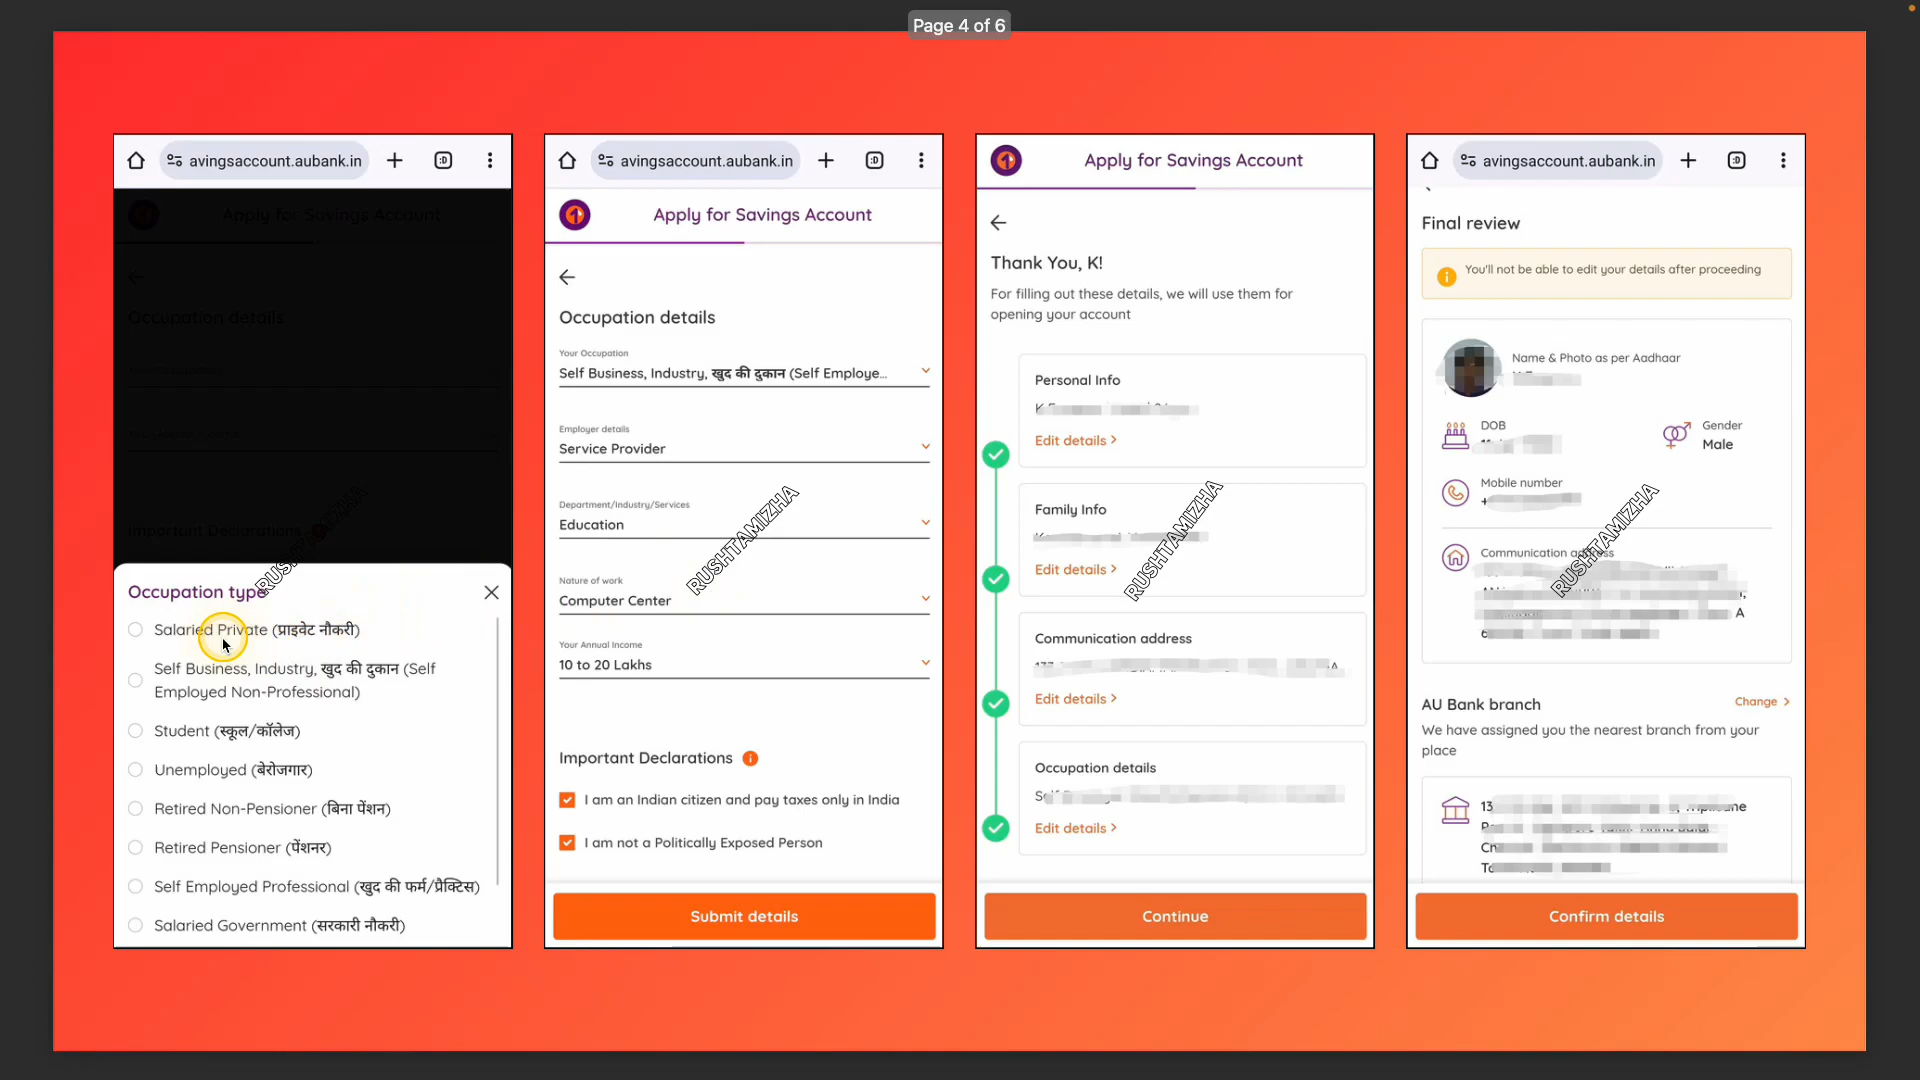 Page 4 of 6
avingsaccount.aubank.in
Apply for Savings Account
Occupation details
Important Declarations
RUSHTAMIZHA
Occupation type
Salaried Private (प्राइवेट नौकरी)
Self Business, Industry, खुद की दुकान (Self
Employed Non-Professional)
Student (स्कूल/कॉलेज)
Unemployed (बेरोजगार)
Retired Non-Pensioner (बिना पेंशन)
Retired Pensioner (पेंशनर)
Self Employed Professional (खुद की फर्म/प्रैक्टिस)
Salaried Government (सरकारी नौकरी)
avingsaccount.aubank.in
Apply for Savings Account
Occupation details
Your Occupation
Self Business, Industry, खुद की दुकान (Self Employe...
Employer details
Service Provider
Department/Industry/Services
Education
Nature of work
Computer Center
RUSHTAMIZHA
Your Annual Income
10 to 20 Lakhs
Important Declarations
I am an Indian citizen and pay taxes only in India
I am not a Politically Exposed Person
Submit details
Apply for Savings Account
Thank You, K!
For filling out these details, we will use them for
opening your account
Personal Info
Edit details >
Family Info
Edit details >
RUSHTAMIZHA
Communication address
Edit details >
Occupation details
Edit details >
Continue
avingsaccount.aubank.in
Final review
You'll not be able to edit your details after proceeding
Name & Photo as per Aadhaar
DOB
Gender
Male
Mobile number
Communication address
RUSHTAMIZHA
AU Bank branch
Change >
We have assigned you the nearest branch from your
place
Confirm details